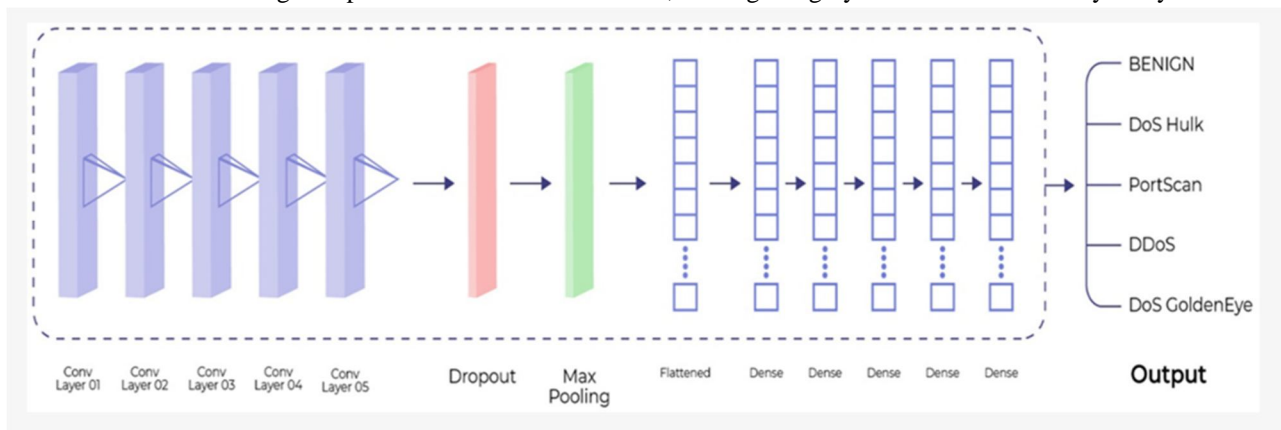 BENIGN
DoS Hulk
PortScan
DDoS
DoS GoldenEye
Conv
Layer 01
Conv
Layer 02
Conv
Layer 03
Conv
Layer 04
Conv
Layer 05
Dropout
Max
Pooling
Flattened
Dense
Dense
Dense
Dense
Dense
Output